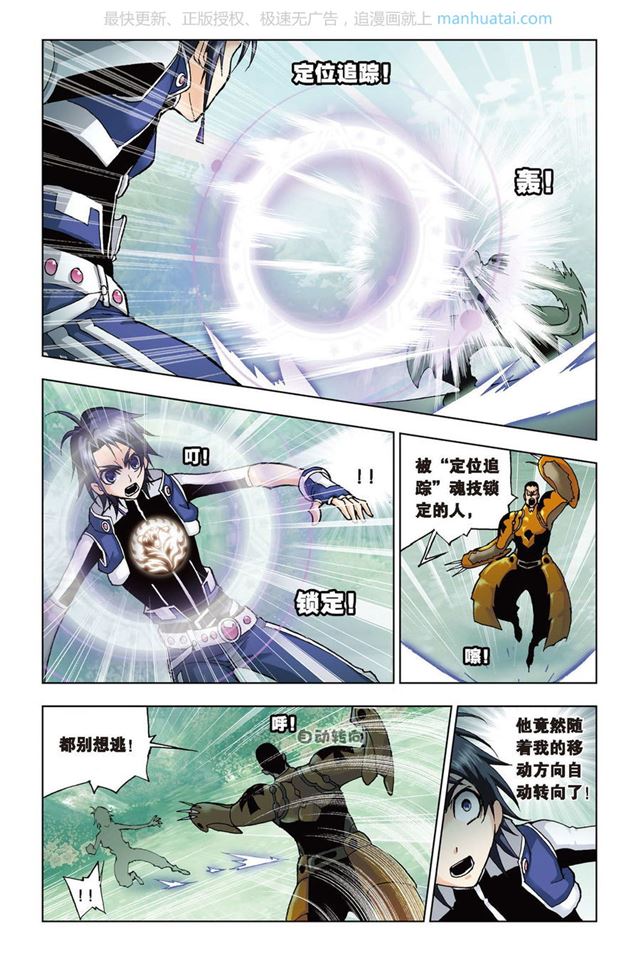 最快更新、正版授权、极速无广告，追漫画就上 manhuatai.com
定位追踪！
轰！
叮！
！！
锁定！
被“定位追
踪”魂技锁
定的人，
嚓！
都别想逃！
呼！
自动转向
！！
他竟然随
着我的移
动方向自
动转向了！